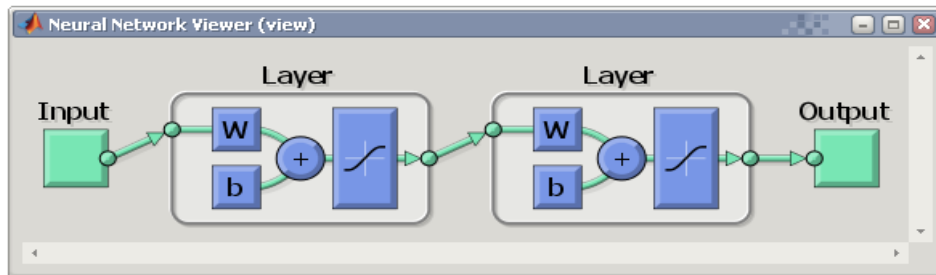 Neural Network Viewer (view)
Layer
Layer
Input
Output
W
W
+
+
b
b